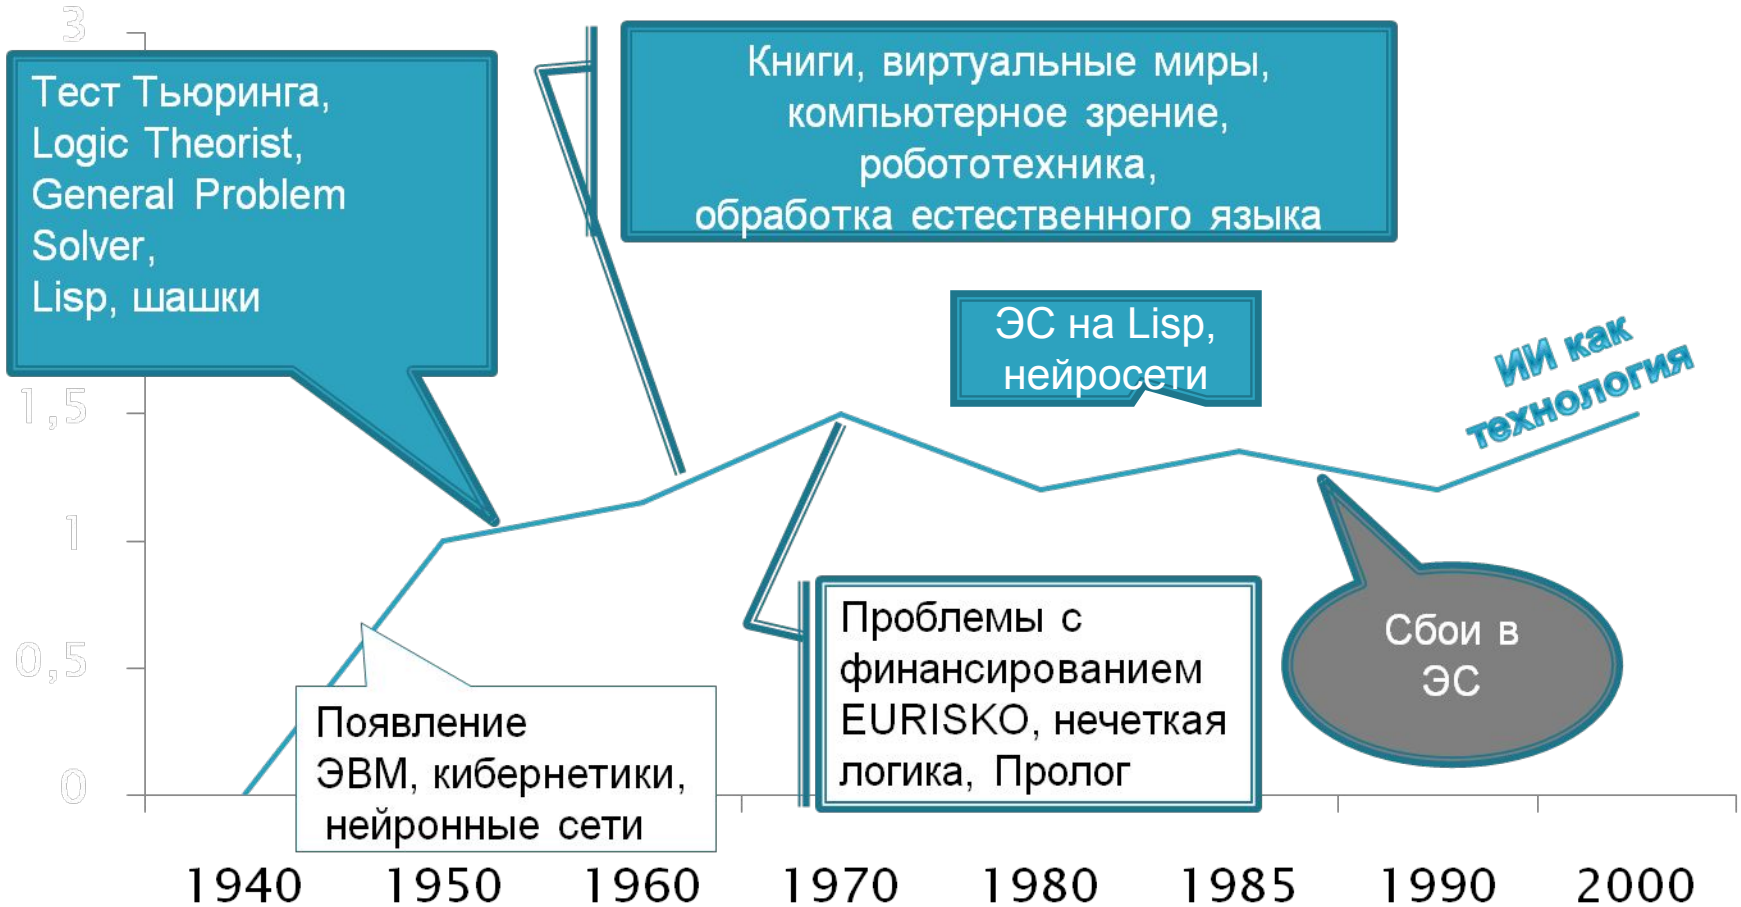 3
Тест Тьюринга,
Logic Theorist,
General Problem
Solver,
Lisp, шашки
Книги, виртуальные миры,
компьютерное зрение,
робототехника,
обработка естественного языка
ЭС на Lisp,
нейросети
ИИ как
технология
1,5
1
0,5
0
Появление
ЭВМ, кибернетики,
нейронные сети
Проблемы с
финансированием
EURISKO, нечеткая
логика, Пролог
Сбои в
ЭС
1940 1950 1960 1970 1980 1985 1990 2000